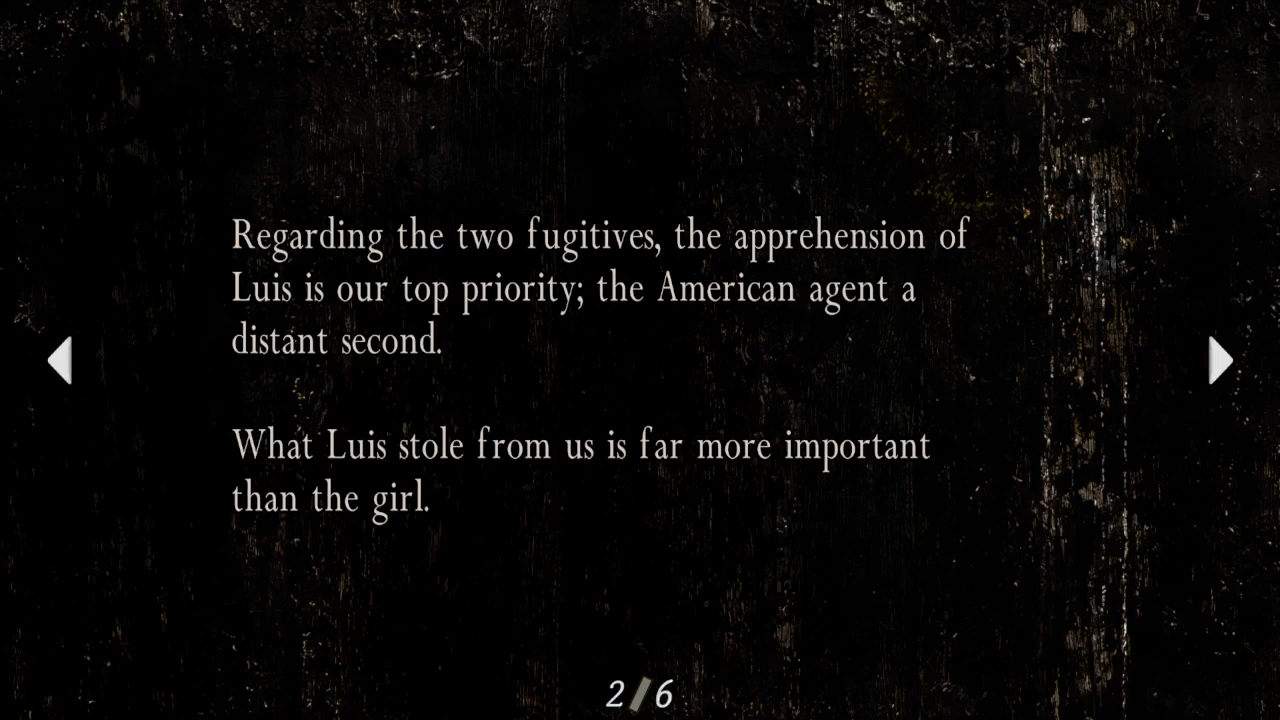 Regarding the two fugitives, the apprehension of
Luis is our top priority; the American agent a
distant second.
What Luis stole from us is far more important
than the girl.
2/6